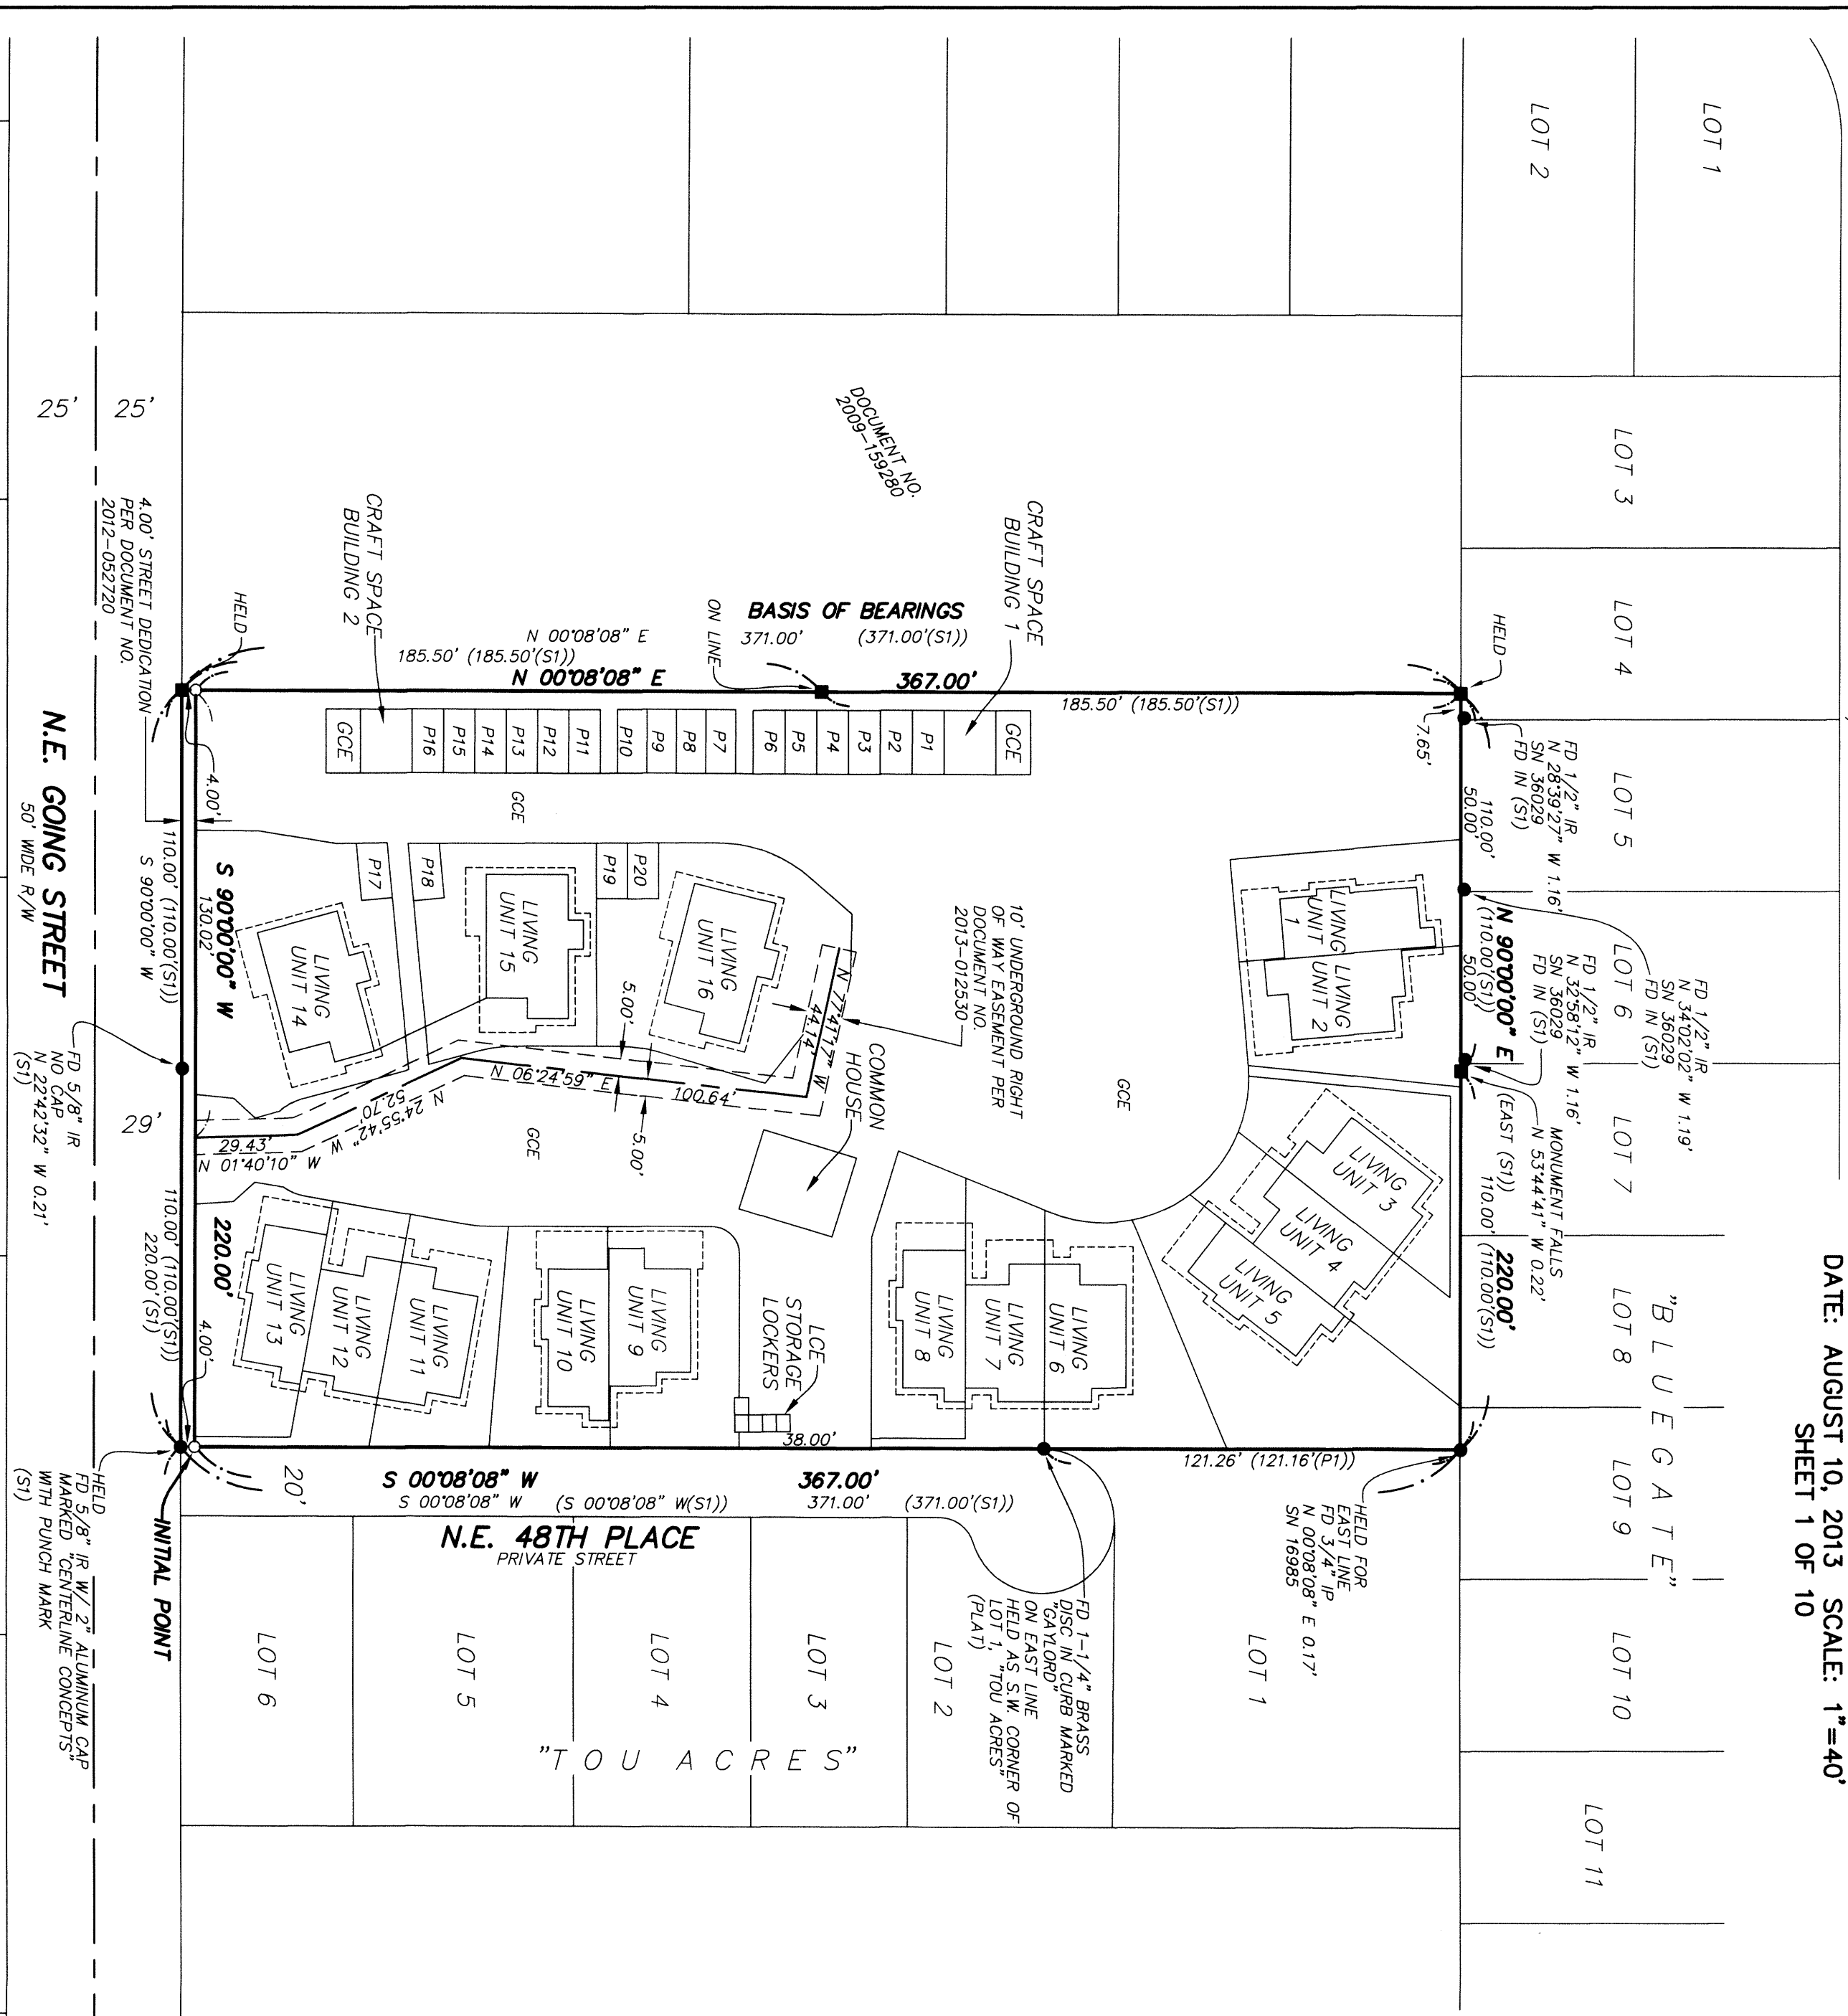 DATE: AUGUST 10, 2013 SCALE: 1"=40'
SHEET 1 OF 10
LOT 1
LOT 2
LOT 3
LOT 4
LOT 5
LOT 6
LOT 7
LOT 8
LOT 9
LOT 10
LOT 11
"BLUEGATE"
HELD
FD 1/2" IR
N 28°39'27" W 1.16'
SN 36029
FD IN (S1)
FD 1/2" IR
N 34°02'02" W 1.19'
SN 36029
FD IN (S1)
FD 1/2" IR
N 32°58'12" W 1.16'
SN 36029
FD IN (S1)
MONUMENT FALLS
N 53°44'41" W 0.22'
7.65'
110.00'
50.00'
N 90°00'00" E
(110.00'(S1))
50.00'
(EAST (S1))
220.00'
110.00' (110.00'(S1))
HELD FOR
EAST LINE
FD 3/4" IP
N 00°08'08" E 0.17'
SN 16985
DOCUMENT NO.
2009-159280
CRAFT SPACE
BUILDING 1
BASIS OF BEARINGS
371.00' (371.00'(S1))
N 00°08'08" E
185.50' (185.50'(S1))
N 00°08'08" E
367.00'
185.50' (185.50'(S1))
ON LINE
CRAFT SPACE
BUILDING 2
HELD
4.00' STREET DEDICATION
PER DOCUMENT NO.
2012-052720
GCE
P1
P2
P3
P4
P5
P6
P7
P8
P9
P10
P11
P12
P13
P14
P15
P16
GCE
GCE
P17
P18
P19
P20
LIVING
UNIT 1
LIVING
UNIT 2
LIVING
UNIT 3
LIVING
UNIT 4
LIVING
UNIT 5
LIVING
UNIT 6
LIVING
UNIT 7
LIVING
UNIT 8
LIVING
UNIT 9
LIVING
UNIT 10
LIVING
UNIT 11
LIVING
UNIT 12
LIVING
UNIT 13
LIVING
UNIT 14
LIVING
UNIT 15
LIVING
UNIT 16
10' UNDERGROUND RIGHT
OF WAY EASEMENT PER
DOCUMENT NO.
2013-012530
N 77°41'17" W
44.14'
COMMON
HOUSE
GCE
GCE
5.00'
5.00'
N 06°24'59" E
100.64'
N 24°55'42" W
52.70'
29.43'
N 01°40'10" W
LCE
STORAGE
LOCKERS
38.00'
121.26' (121.16'(P1))
S 00°08'08" W
367.00'
S 00°08'08" W (S 00°08'08" W(S1))
371.00' (371.00'(S1))
N.E. 48TH PLACE
PRIVATE STREET
20'
FD 1-1/4" BRASS
DISC IN CURB MARKED
"GAYLORD"
ON EAST LINE
HELD AS S.W. CORNER OF
LOT 1, "TOU ACRES"
(PLAT)
LOT 1
LOT 2
LOT 3
LOT 4
LOT 5
LOT 6
"TOU ACRES"
4.00'
S 90°00'00" W
130.02'
220.00'
4.00'
110.00' (110.00'(S1))
S 90°00'00" W
110.00' (110.00'(S1))
220.00'(S1)
25'
25'
29'
N.E. GOING STREET
50' WIDE R/W
FD 5/8" IR
NO CAP
N 22°42'32" W 0.21'
(S1)
INITIAL POINT
HELD
FD 5/8" IR W/ 2" ALUMINUM CAP
MARKED "CENTERLINE CONCEPTS"
WITH PUNCH MARK
(S1)